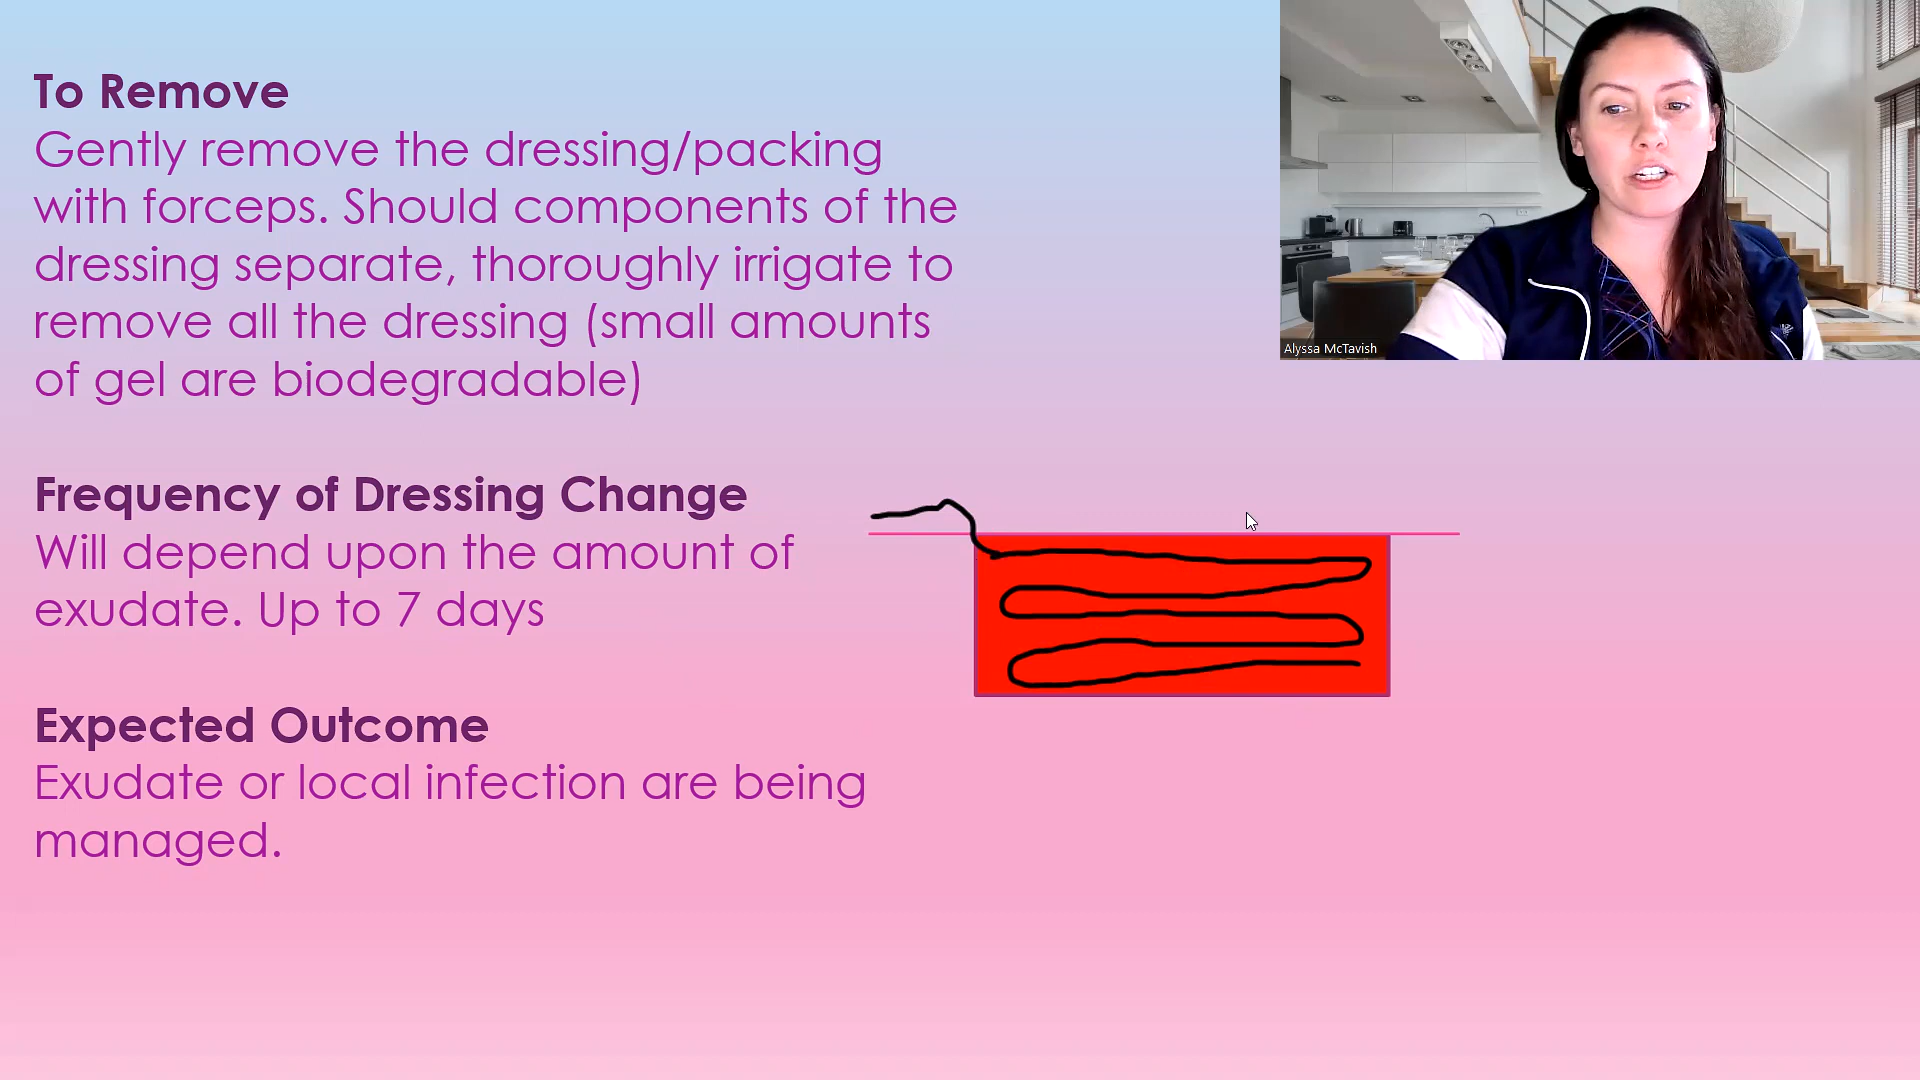 To Remove
Gently remove the dressing/packing
with forceps. Should components of the
dressing separate, thoroughly irrigate to
remove all the dressing (small amounts
of gel are biodegradable)
Frequency of Dressing Change
Will depend upon the amount of
exudate. Up to 7 days
Expected Outcome
Exudate or local infection are being
managed.
Alyssa McTavish